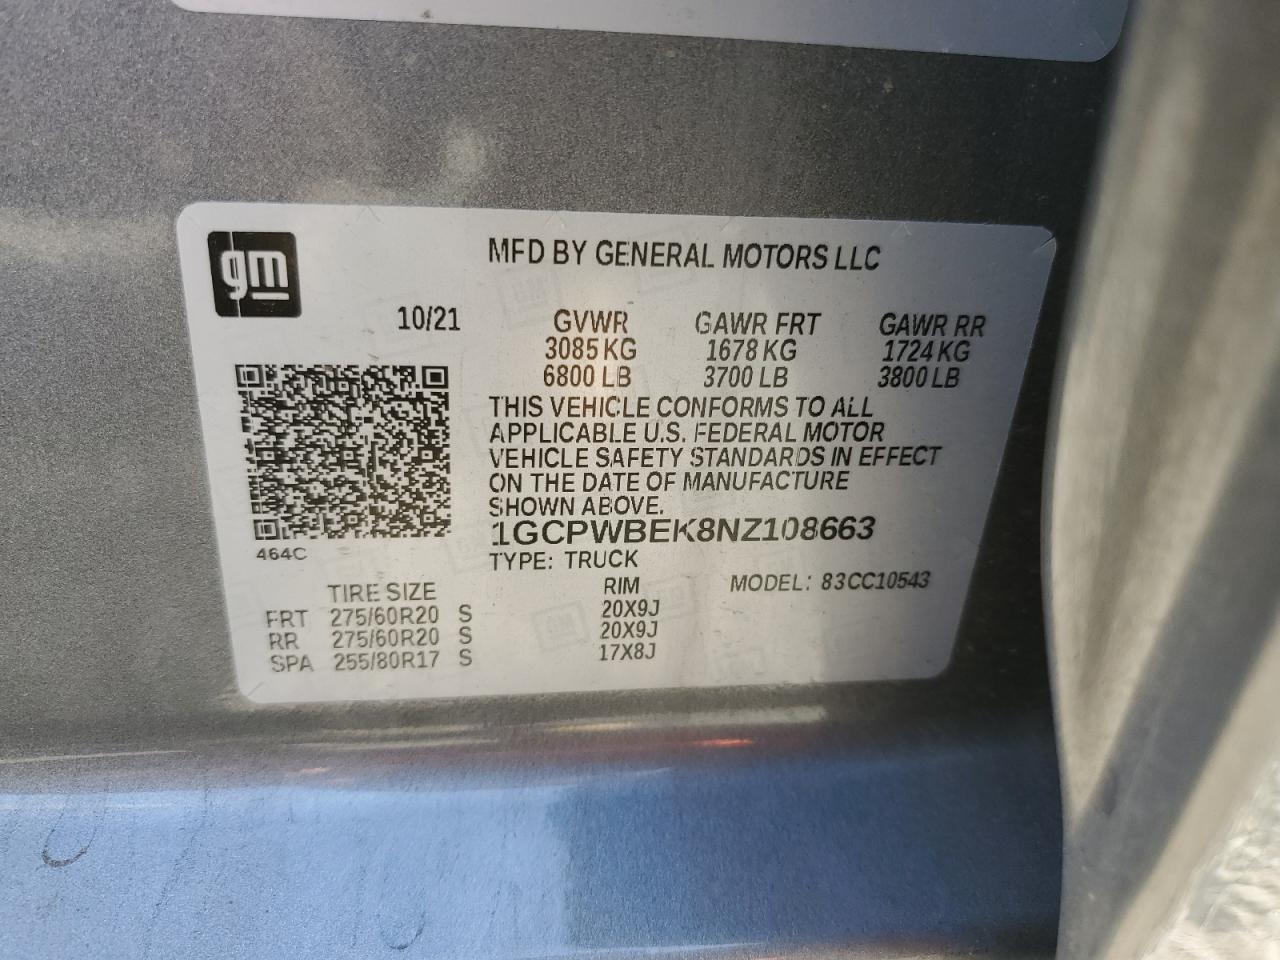 gm
MFD BY GENERAL MOTORS LLC
10/21 GVWR GAWR FRT GAWR RR
3085 KG 1678 KG 1724 KG
6800 LB 3700 LB 3800 LB
THIS VEHICLE CONFORMS TO ALL
APPLICABLE U.S. FEDERAL MOTOR
VEHICLE SAFETY STANDARDS IN EFFECT
ON THE DATE OF MANUFACTURE
SHOWN ABOVE.
1GCPWBEK8NZ108663
464C
TYPE: TRUCK
TIRE SIZE RIM MODEL: 83CC10543
FRT 275/60R20 S 20X9J
RR 275/60R20 S 20X9J
SPA 255/80R17 S 17X8J